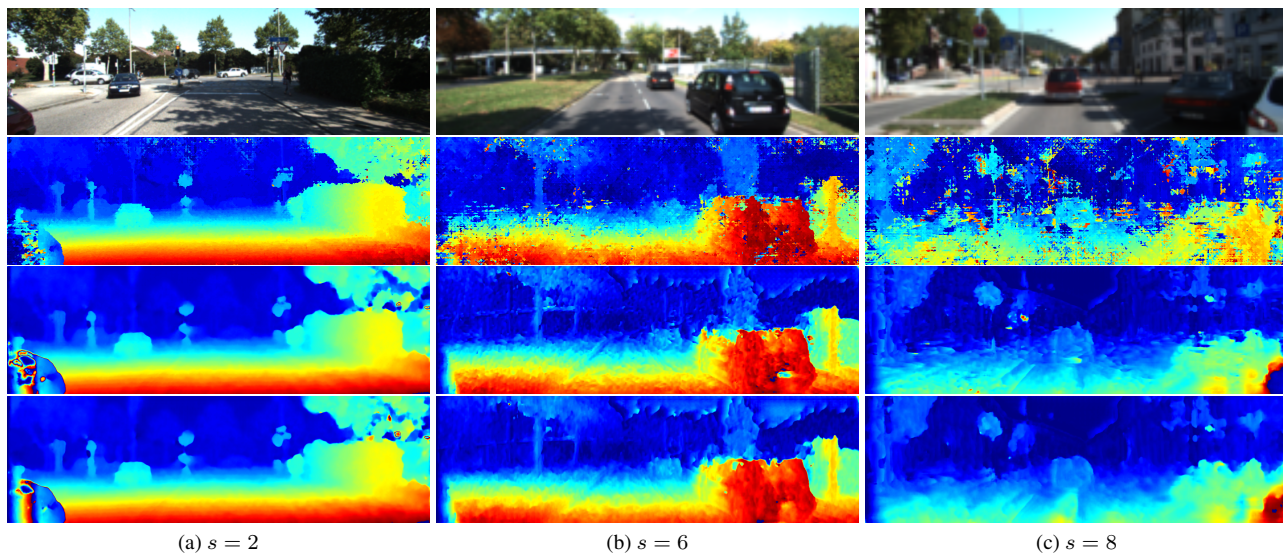 (a) s = 2
(b) s = 6
(c) s = 8